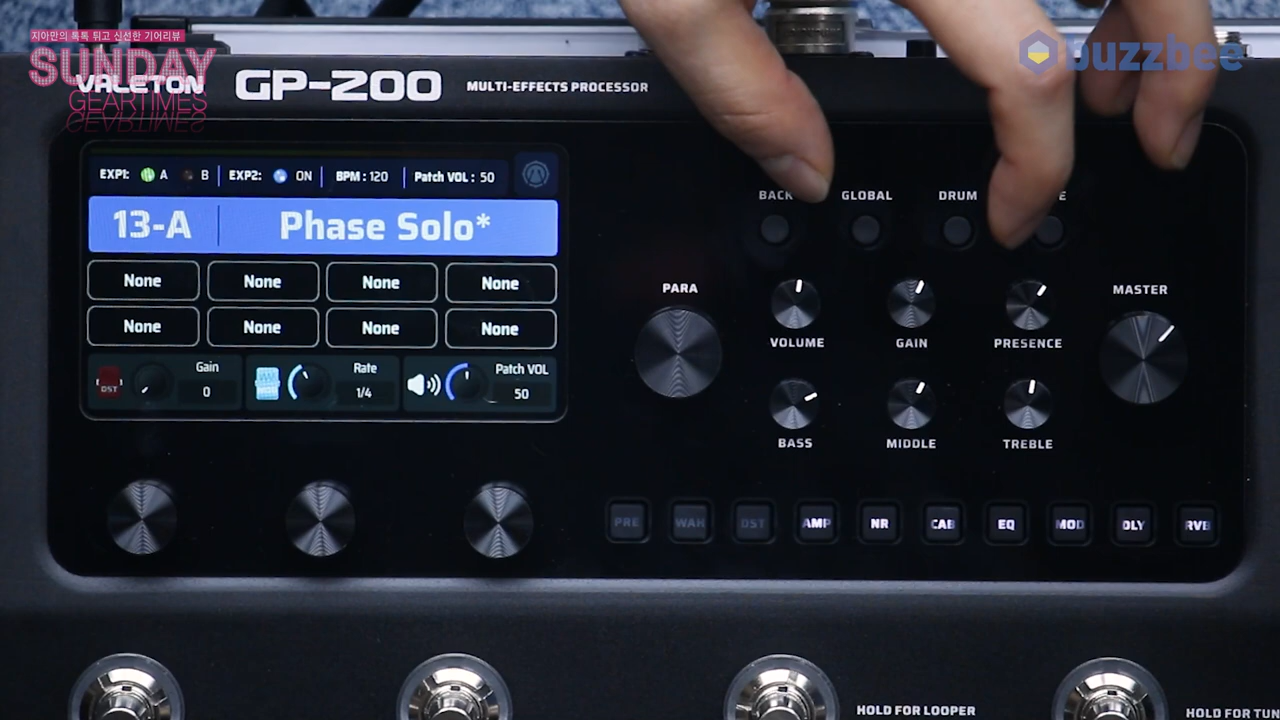 지아만의 톡톡 튀고 신선한 기어리뷰
SUNDAY
GEARTIMES
buzzbee
VALETON GP-200 MULTI-EFFECTS PROCESSOR
EXP1: A B EXP2: ON BPM : 120 Patch VOL : 50
13-A Phase Solo*
None None None None
None None None None
DST Gain 0 Rate 1/4 Patch VOL 50
BACK GLOBAL DRUM
PARA VOLUME GAIN PRESENCE MASTER
BASS MIDDLE TREBLE
PRE WAH DST AMP NR CAB EQ MOD DLY RVB
HOLD FOR LOOPER HOLD FOR TUN